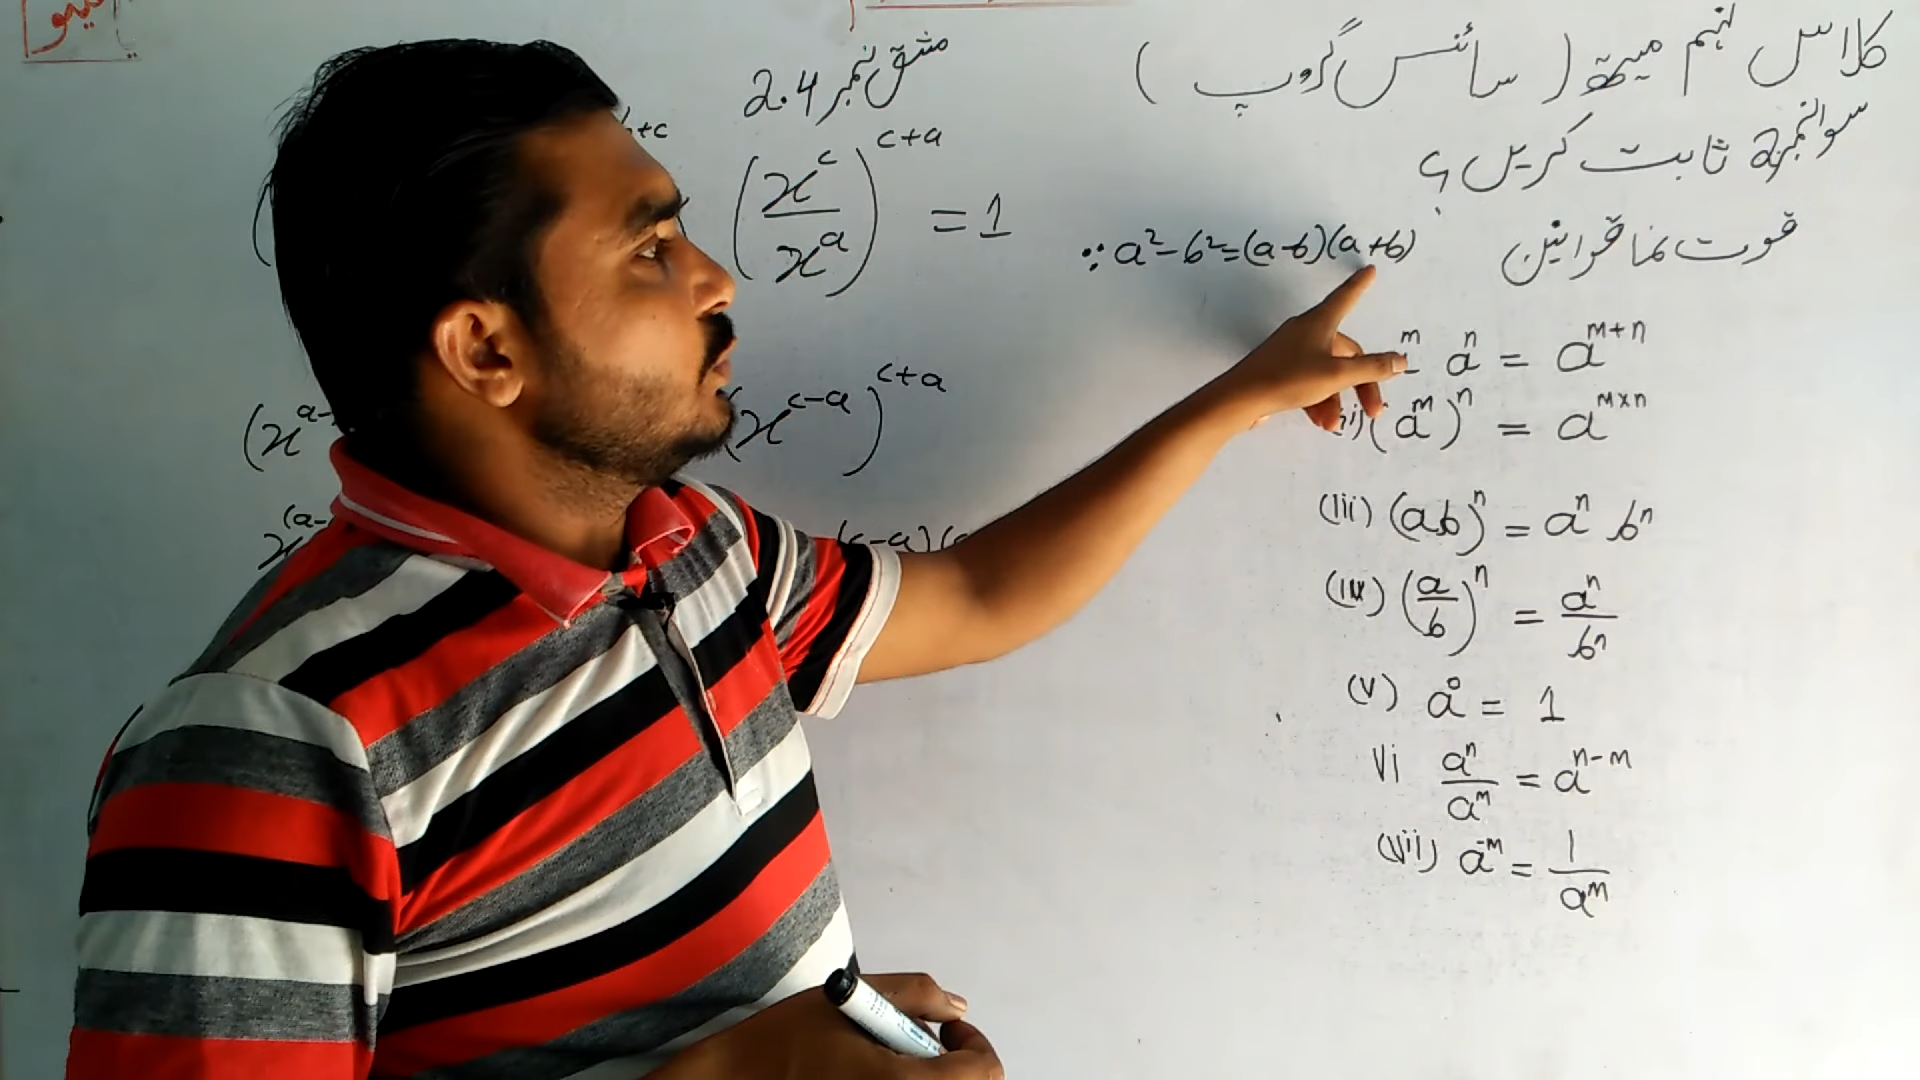 کلاس نہم میتھ (سائنس گروپ)
مشق نمبر 2.4
سوال نمبر 2 ثابت کریں؟
b+c
(x^c/x^a)^(c+a) = 1
∵ a²-b²=(a-b)(a+b)
قوت نما قوانین
m a^n = a^(m+n)
(x^(a-
(x^(c-a))^(c+a)
(ii) (a^m)^n = a^(m×n)
x^(a-
(c-a)(c
(iii) (ab)^n = a^n b^n
(iv) (a/b)^n = a^n/b^n
(v) a^0 = 1
vi a^n/a^m = a^(n-m)
(vii) a^-m = 1/a^m